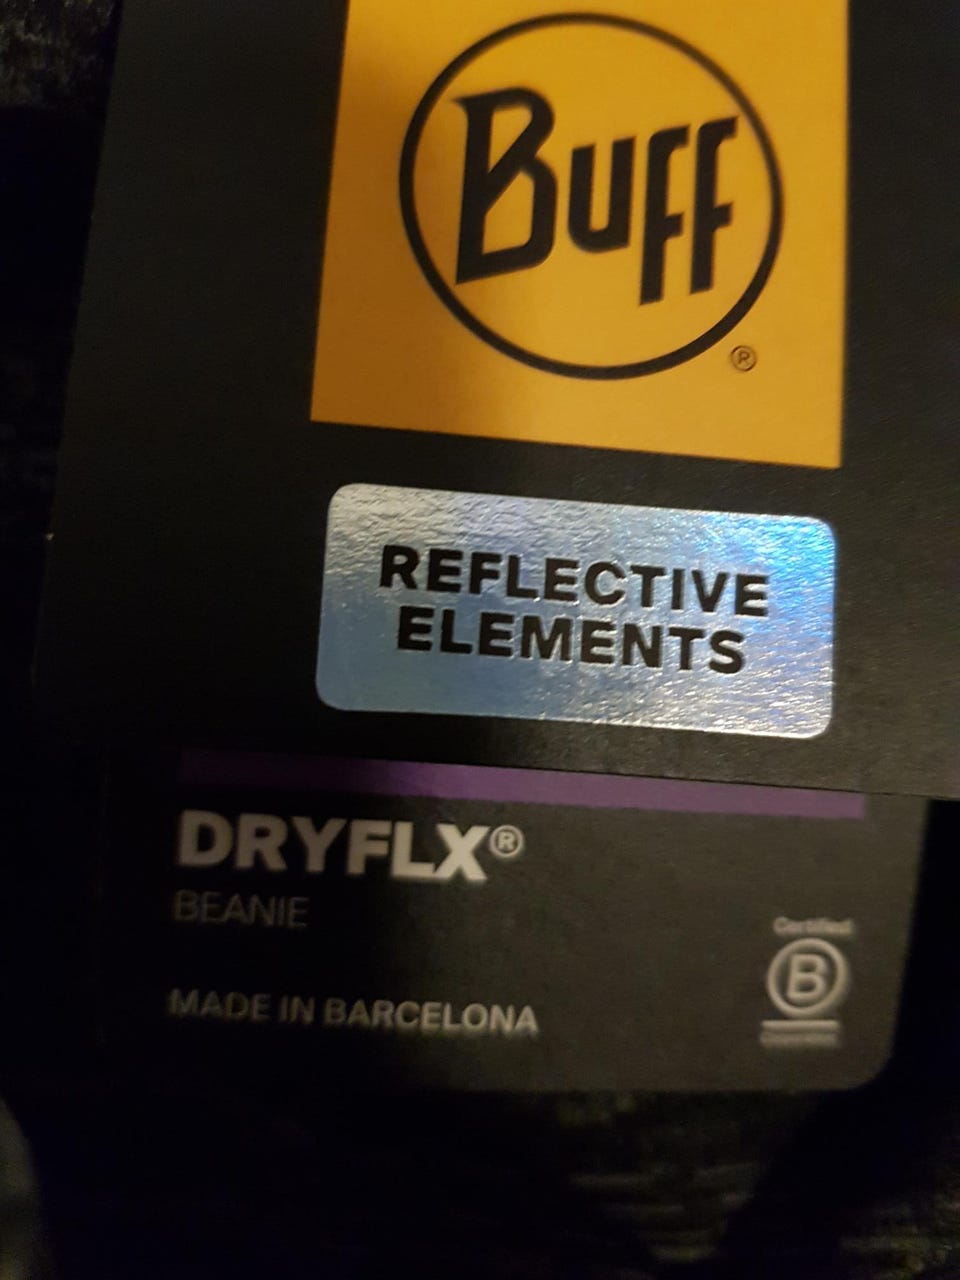 BUFF
®
REFLECTIVE
ELEMENTS
DRYFLX®
BEANIE
MADE IN BARCELONA
Certified
B